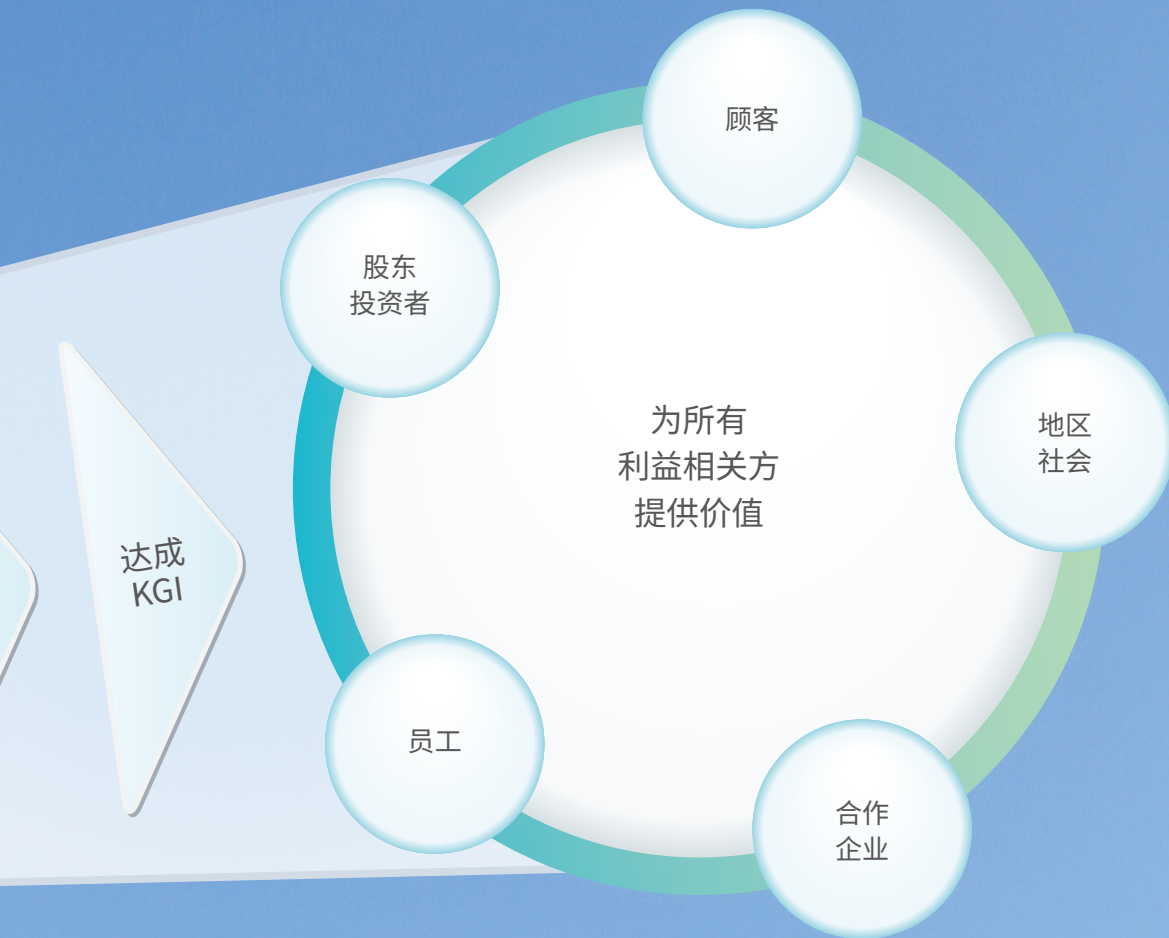 顾客
股东
投资者
地区
社会
为所有
利益相关方
提供价值
达成
KGI
员工
合作
企业